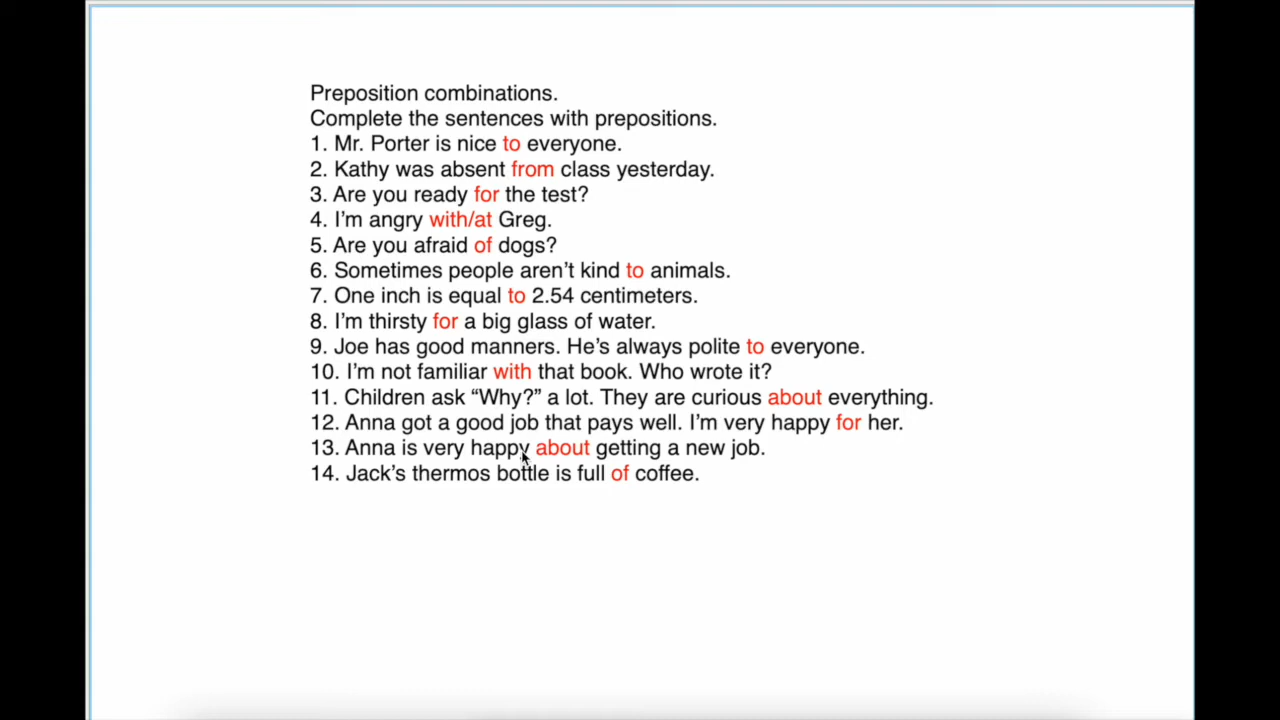 Preposition combinations.
Complete the sentences with prepositions.
1. Mr. Porter is nice to everyone.
2. Kathy was absent from class yesterday.
3. Are you ready for the test?
4. I’m angry with/at Greg.
5. Are you afraid of dogs?
6. Sometimes people aren’t kind to animals.
7. One inch is equal to 2.54 centimeters.
8. I’m thirsty for a big glass of water.
9. Joe has good manners. He’s always polite to everyone.
10. I’m not familiar with that book. Who wrote it?
11. Children ask “Why?” a lot. They are curious about everything.
12. Anna got a good job that pays well. I’m very happy for her.
13. Anna is very happy about getting a new job.
14. Jack’s thermos bottle is full of coffee.